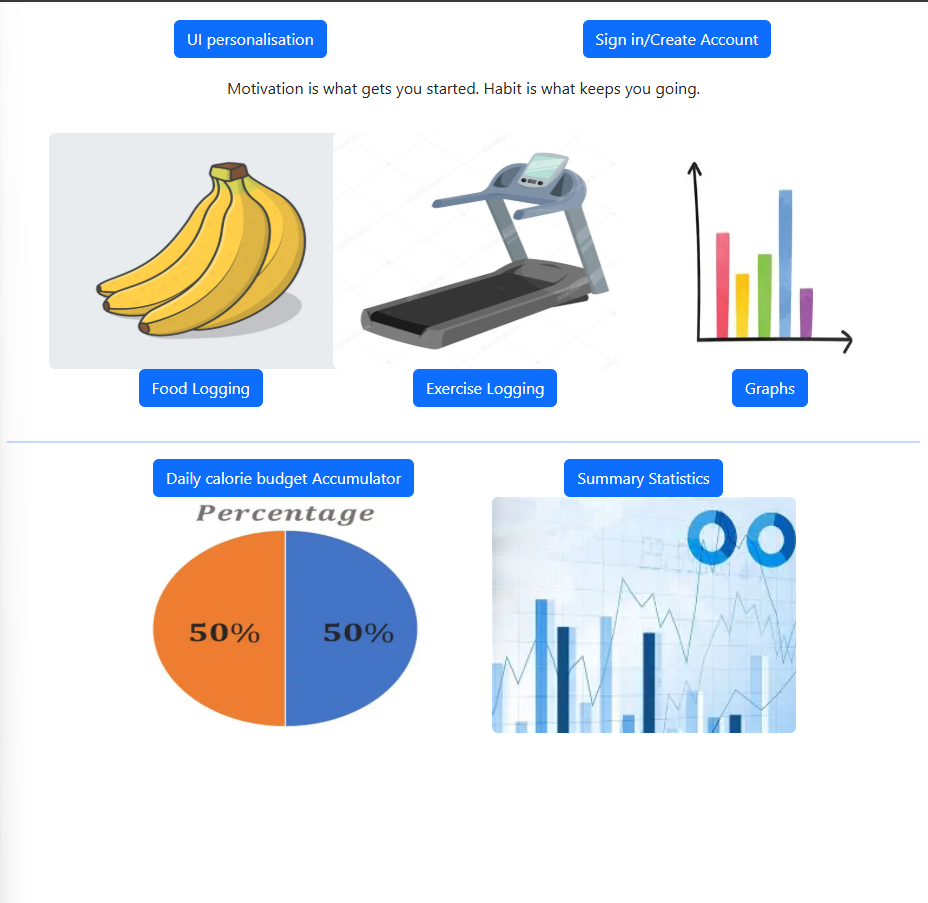 UI personalisation
Sign in/Create Account
Motivation is what gets you started. Habit is what keeps you going.
Food Logging
Exercise Logging
Graphs
Daily calorie budget Accumulator
Summary Statistics
Percentage
50%
50%